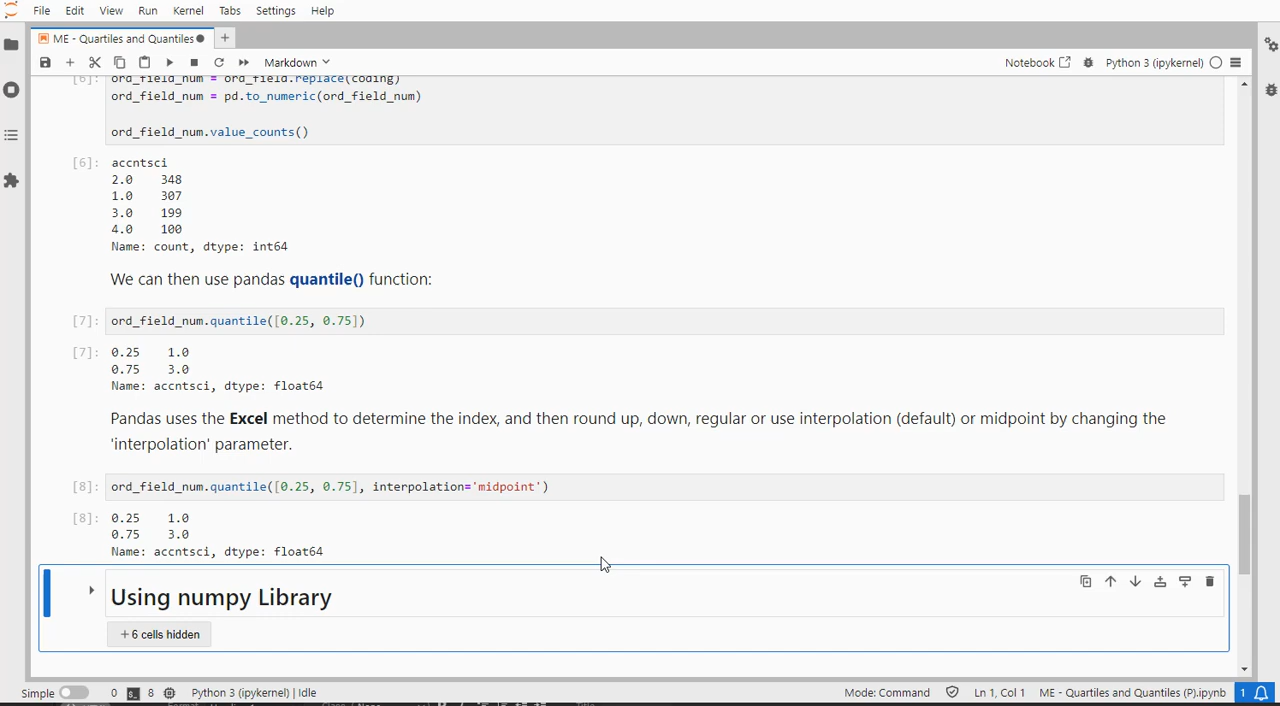 File Edit View Run Kernel Tabs Settings Help
ME - Quartiles and Quantiles
Markdown
Notebook
Python 3 (ipykernel)
[6]: ord_field_num = ord_field.replace(coding)
ord_field_num = pd.to_numeric(ord_field_num)
ord_field_num.value_counts()
[6]: accntsci
2.0 348
1.0 307
3.0 199
4.0 100
Name: count, dtype: int64
We can then use pandas quantile() function:
[7]: ord_field_num.quantile([0.25, 0.75])
[7]: 0.25 1.0
0.75 3.0
Name: accntsci, dtype: float64
Pandas uses the Excel method to determine the index, and then round up, down, regular or use interpolation (default) or midpoint by changing the
'interpolation' parameter.
[8]: ord_field_num.quantile([0.25, 0.75], interpolation='midpoint')
[8]: 0.25 1.0
0.75 3.0
Name: accntsci, dtype: float64
Using numpy Library
+ 6 cells hidden
Simple 0 8 Python 3 (ipykernel) | Idle Mode: Command Ln 1, Col 1 ME - Quartiles and Quantiles (P).ipynb 1